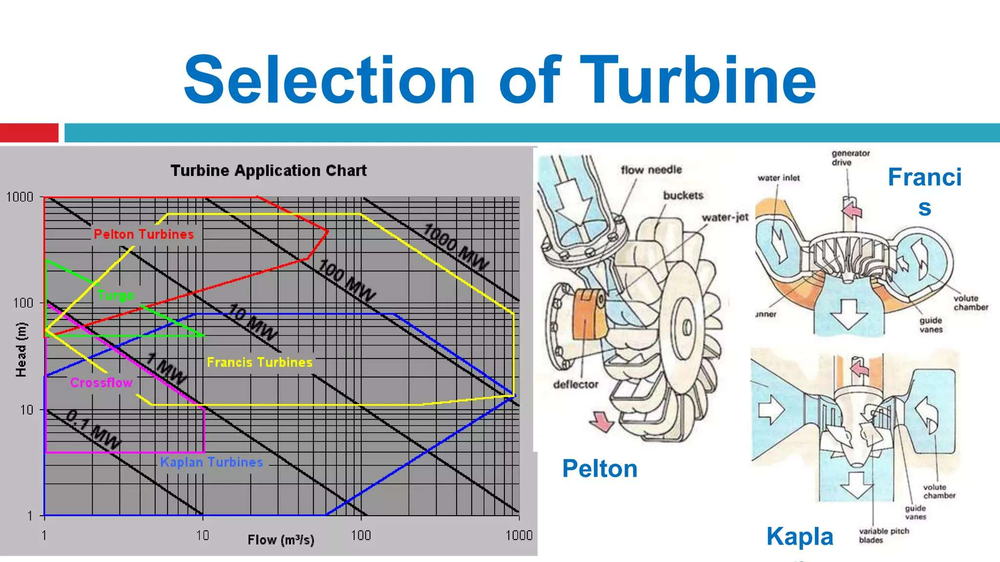 Selection of Turbine
Turbine Application Chart
1000
100
10
1
Head (m)
Pelton Turbines
Turgo
Crossflow
Francis Turbines
Kaplan Turbines
1000 MW
100 MW
10 MW
1 MW
0.1 MW
1
10
100
1000
Flow (m³/s)
flow needle
buckets
water-jet
deflector
Pelton
generator
drive
water inlet
Franci
s
volute
chamber
guide
vanes
unner
volute
chamber
guide
vanes
variable pitch
blades
Kapla